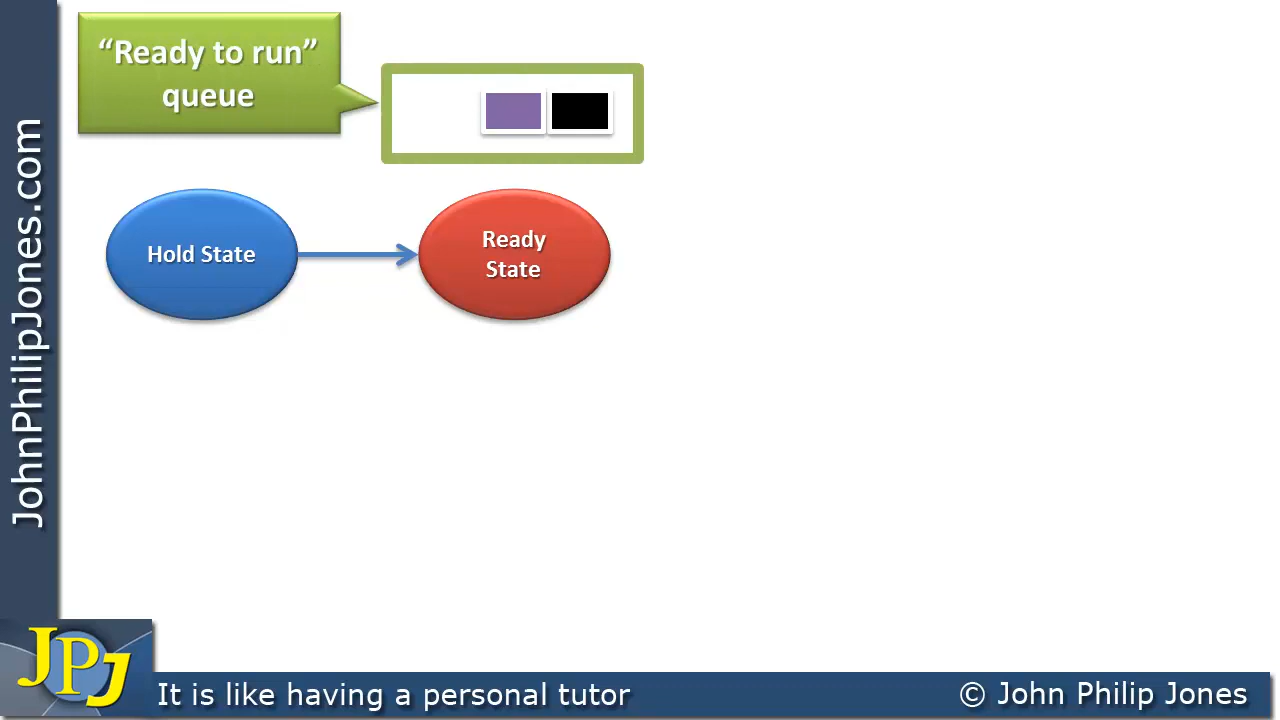 “Ready to run”
queue
Hold State
Ready
State
JohnPhilipJones.com
JPJ
It is like having a personal tutor
© John Philip Jones